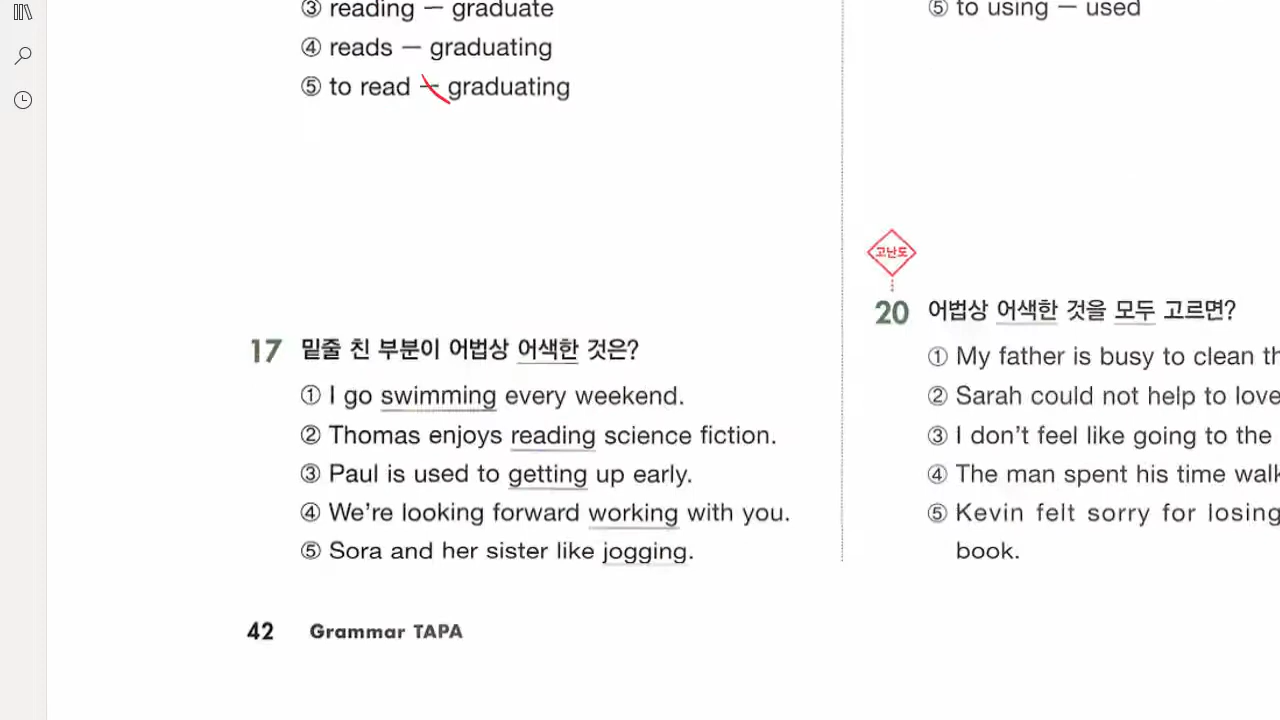 ③ reading — graduate
④ reads — graduating
⑤ to read — graduating
17 밑줄 친 부분이 어법상 어색한 것은?
① I go swimming every weekend.
② Thomas enjoys reading science fiction.
③ Paul is used to getting up early.
④ We're looking forward working with you.
⑤ Sora and her sister like jogging.
42 Grammar TAPA
⑤ to using — used
고난도
20 어법상 어색한 것을 모두 고르면?
① My father is busy to clean th
② Sarah could not help to love
③ I don't feel like going to the
④ The man spent his time walk
⑤ Kevin felt sorry for losing
book.